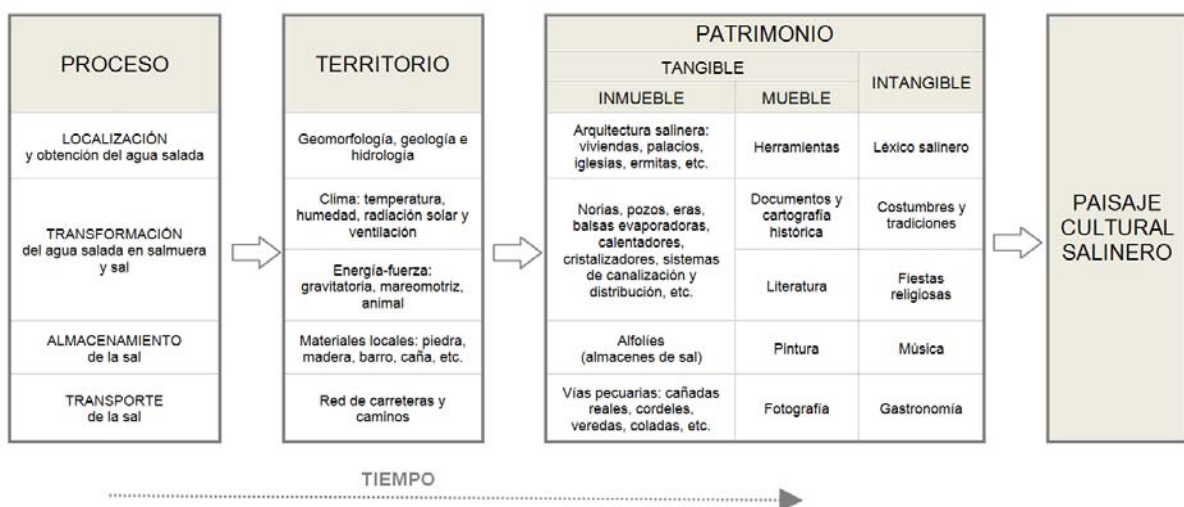 PROCESO
LOCALIZACIÓN
y obtención del agua salada
TRANSFORMACIÓN
del agua salada en salmuera
y sal
ALMACENAMIENTO
de la sal
TRANSPORTE
de la sal
TERRITORIO
Geomorfología, geología e
hidrología
Clima: temperatura,
humedad, radiación solar y
ventilación
Energía-fuerza:
gravitatoria, mareomotriz,
animal
Materiales locales: piedra,
madera, barro, caña, etc.
Red de carreteras y
caminos
PATRIMONIO
TANGIBLE
INTANGIBLE
INMUEBLE
MUEBLE
Arquitectura salinera:
viviendas, palacios,
iglesias, ermitas, etc.
Herramientas
Léxico salinero
Norias, pozos, eras,
balsas evaporadoras,
calentadores,
cristalizadores, sistemas
de canalización y
distribución, etc.
Documentos y
cartografía
histórica
Costumbres y
tradiciones
Literatura
Fiestas
religiosas
Alfolíes
(almacenes de sal)
Pintura
Música
Vías pecuarias: cañadas
reales, cordeles,
veredas, coladas, etc.
Fotografía
Gastronomía
PAISAJE
CULTURAL
SALINERO
TIEMPO